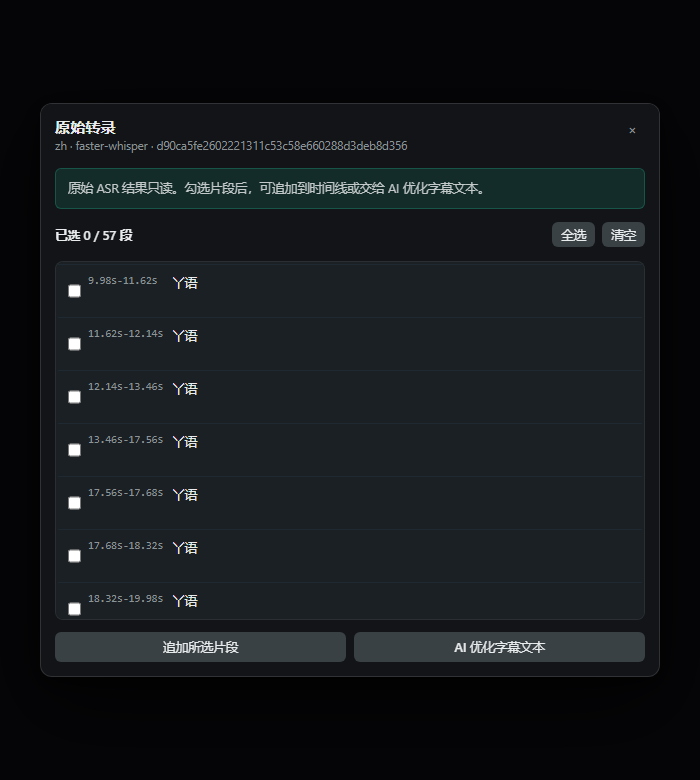 原始转录
×
zh · faster-whisper · d90ca5fe2602221311c53c58e660288d3deb8d356
原始 ASR 结果只读。勾选片段后，可追加到时间线或交给 AI 优化字幕文本。
已选 0 / 57 段
全选
清空
9.98s-11.62s 丫语
11.62s-12.14s 丫语
12.14s-13.46s 丫语
13.46s-17.56s 丫语
17.56s-17.68s 丫语
17.68s-18.32s 丫语
18.32s-19.98s 丫语
追加所选片段
AI 优化字幕文本